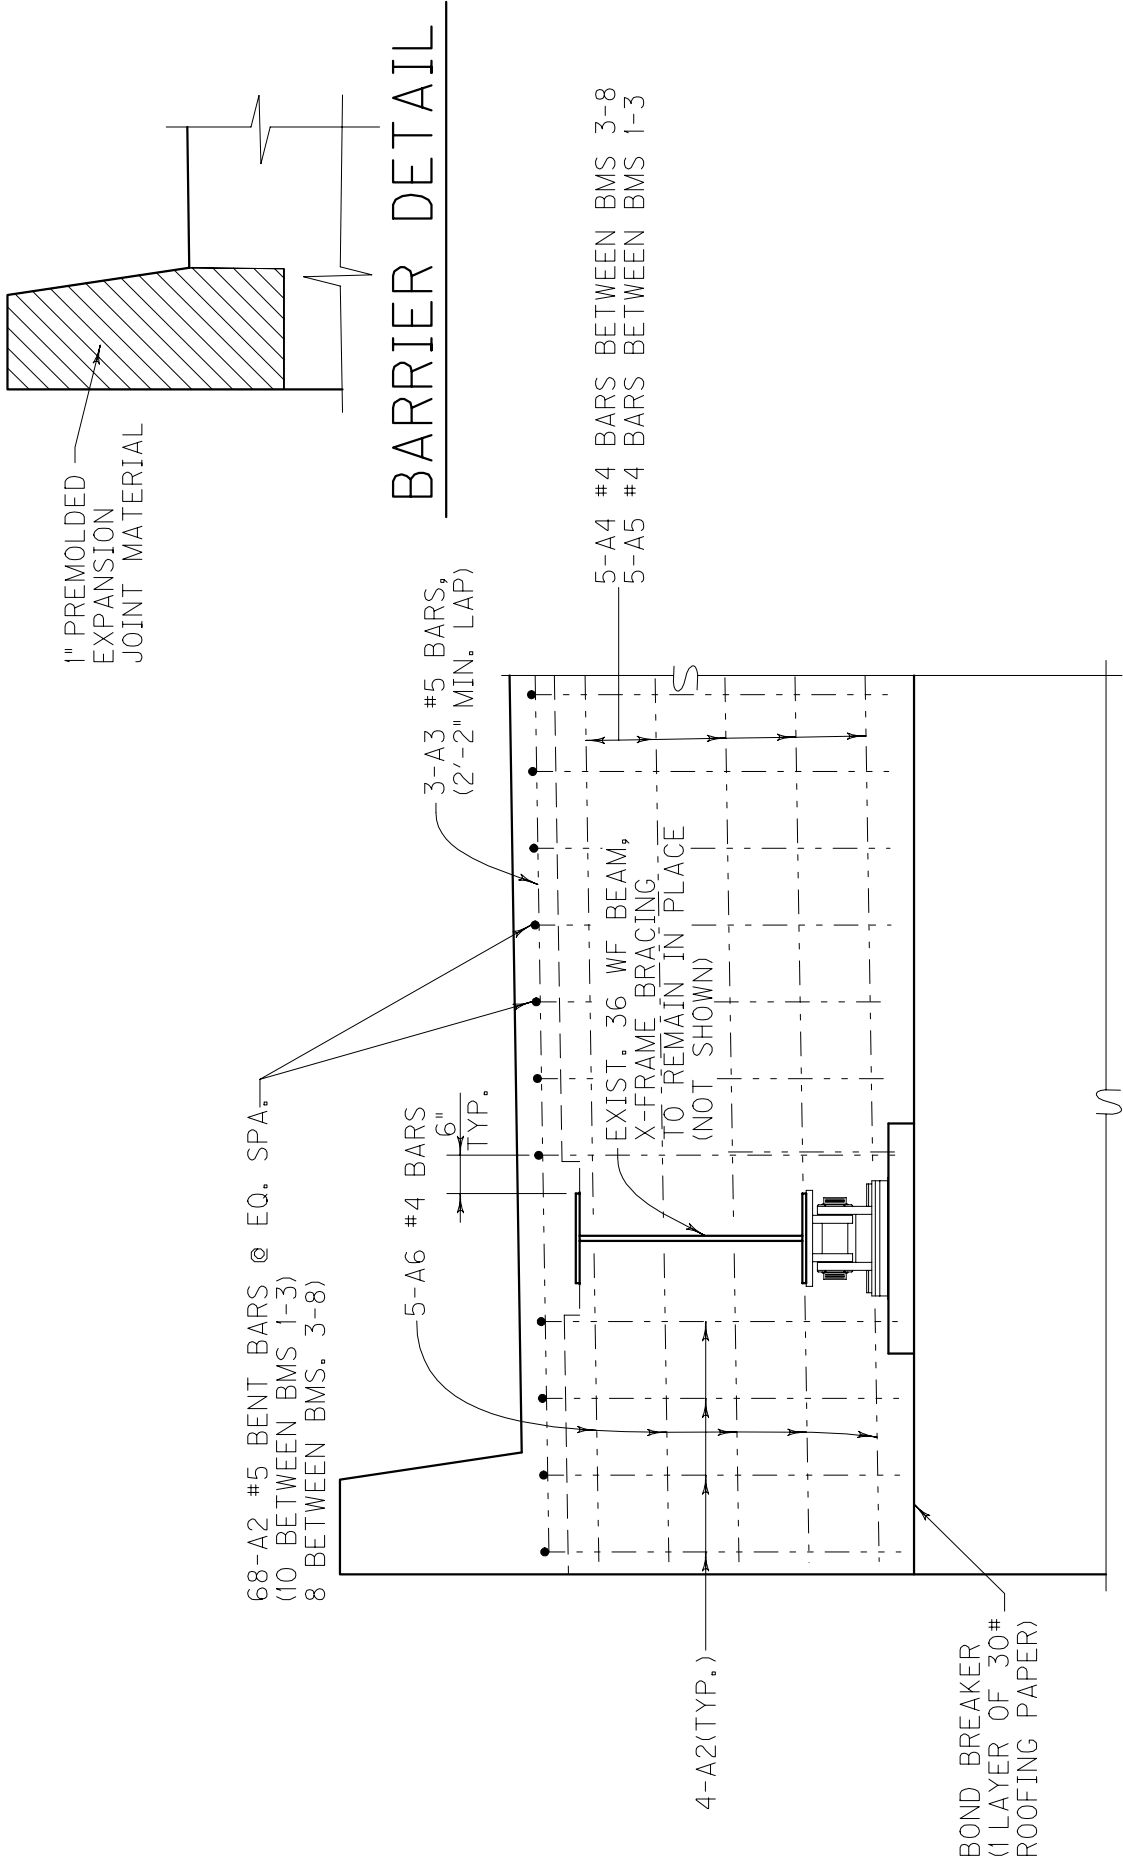 1" PREMOLDED
EXPANSION
JOINT MATERIAL
BARRIER DETAIL
68-A2 #5 BENT BARS @ EQ. SPA.
(10 BETWEEN BMS 1-3)
8 BETWEEN BMS. 3-8)
5-A6 #4 BARS
6"
TYP.
3-A3 #5 BARS,
(2'-2" MIN. LAP)
5-A4 #4 BARS BETWEEN BMS 3-8
5-A5 #4 BARS BETWEEN BMS 1-3
EXIST. 36 WF BEAM,
X-FRAME BRACING
TO REMAIN IN PLACE
(NOT SHOWN)
4-A2(TYP.)
BOND BREAKER
(1 LAYER OF 30#
ROOFING PAPER)